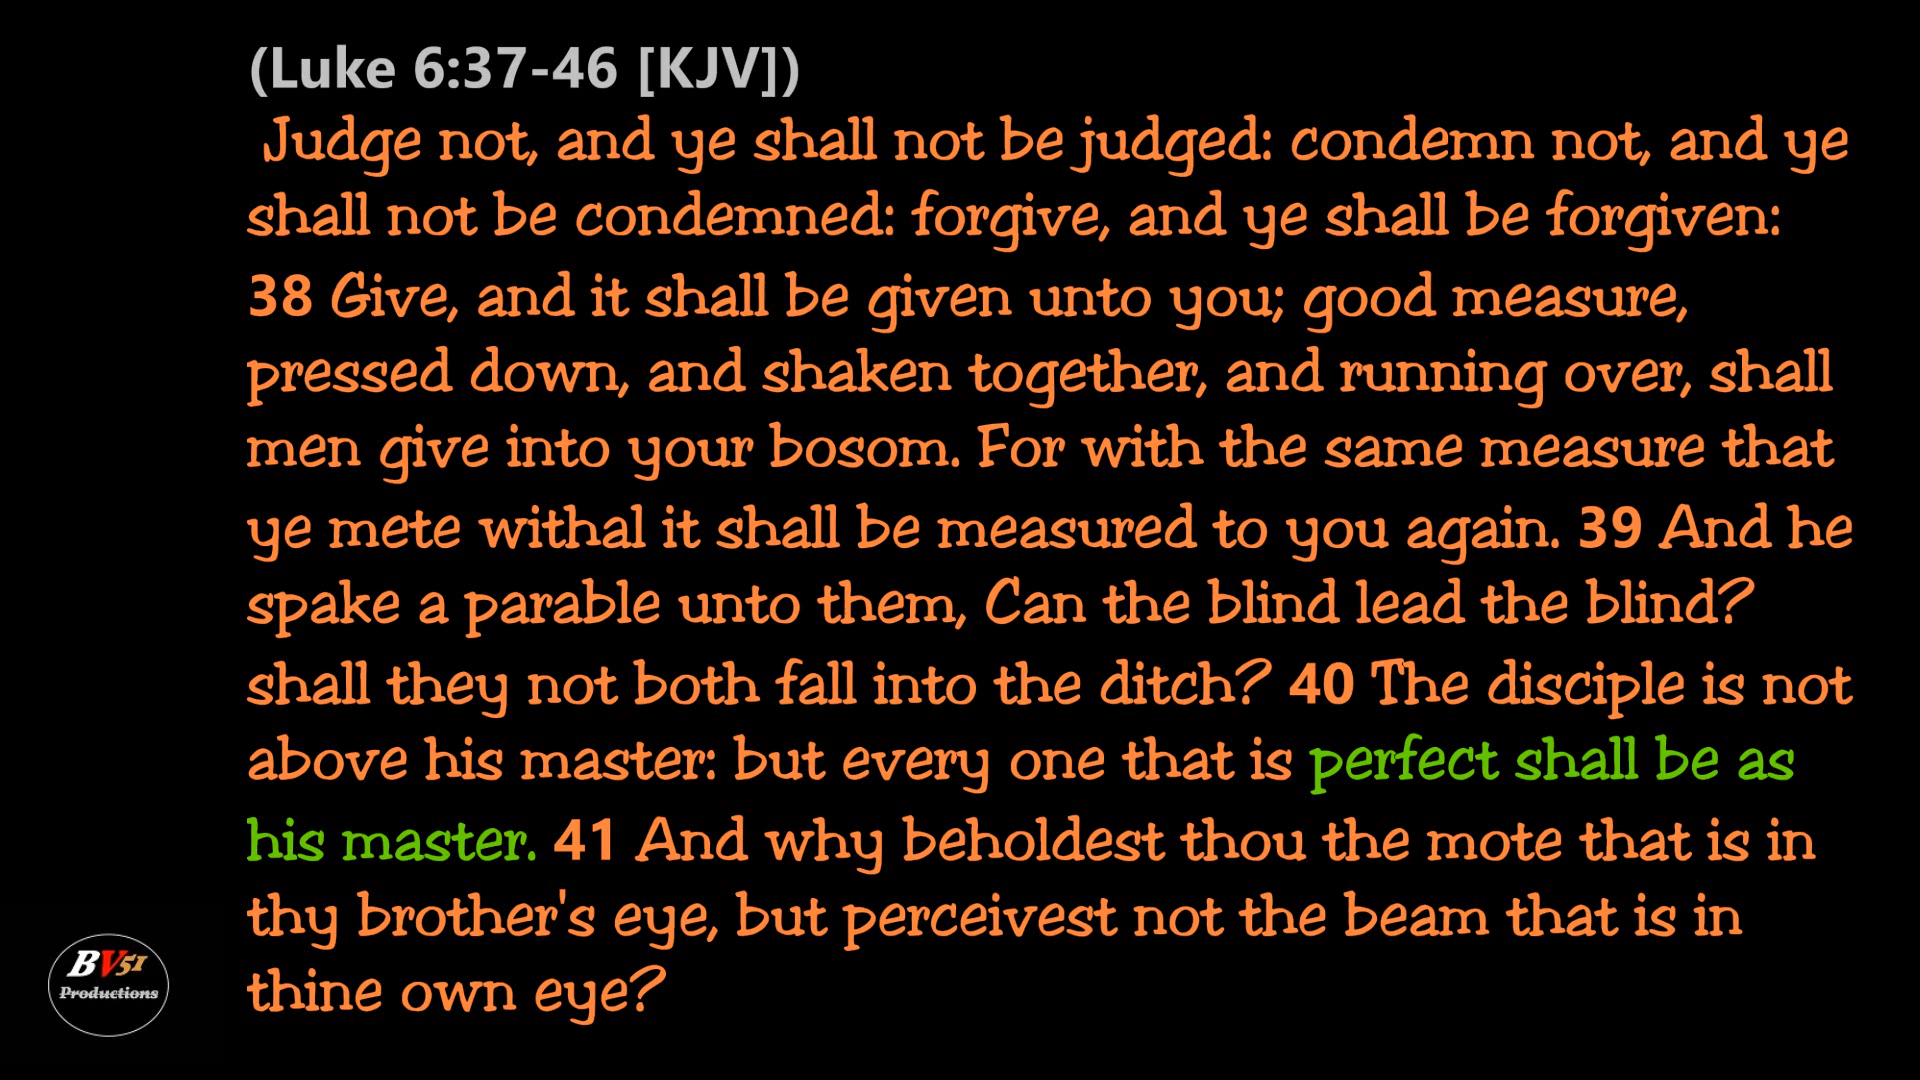 (Luke 6:37-46 [KJV])
Judge not, and ye shall not be judged: condemn not, and ye
shall not be condemned: forgive, and ye shall be forgiven:
38 Give, and it shall be given unto you; good measure,
pressed down, and shaken together, and running over, shall
men give into your bosom. For with the same measure that
ye mete withal it shall be measured to you again. 39 And he
spake a parable unto them, Can the blind lead the blind?
shall they not both fall into the ditch? 40 The disciple is not
above his master: but every one that is perfect shall be as
his master. 41 And why beholdest thou the mote that is in
thy brother's eye, but perceivest not the beam that is in
thine own eye?
BV51
Productions